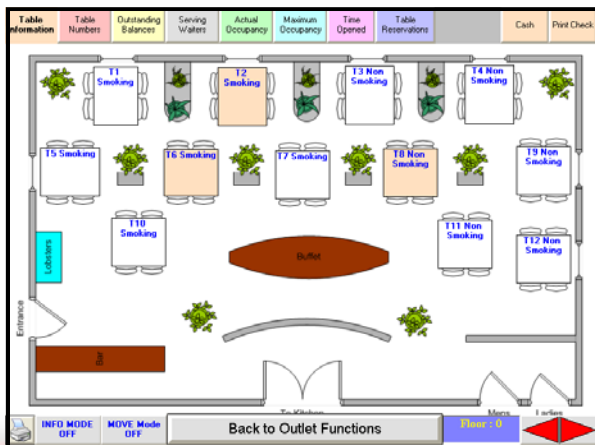 Table
Information
Table
Numbers
Outstanding
Balances
Serving
Waiters
Actual
Occupancy
Maximum
Occupancy
Time
Opened
Table
Reservations
Cash
Print Check
T1
Smoking
T2
Smoking
T3 Non
Smoking
T4 Non
Smoking
T5 Smoking
T6 Smoking
T7 Smoking
T8 Non
Smoking
T9 Non
Smoking
T10
Smoking
T11 Non
Smoking
T12 Non
Smoking
Lobsters
Buffet
Entrance
Bar
To Kitchen
Mens
Ladies
INFO MODE
OFF
MOVE Mode
OFF
Back to Outlet Functions
Floor : 0